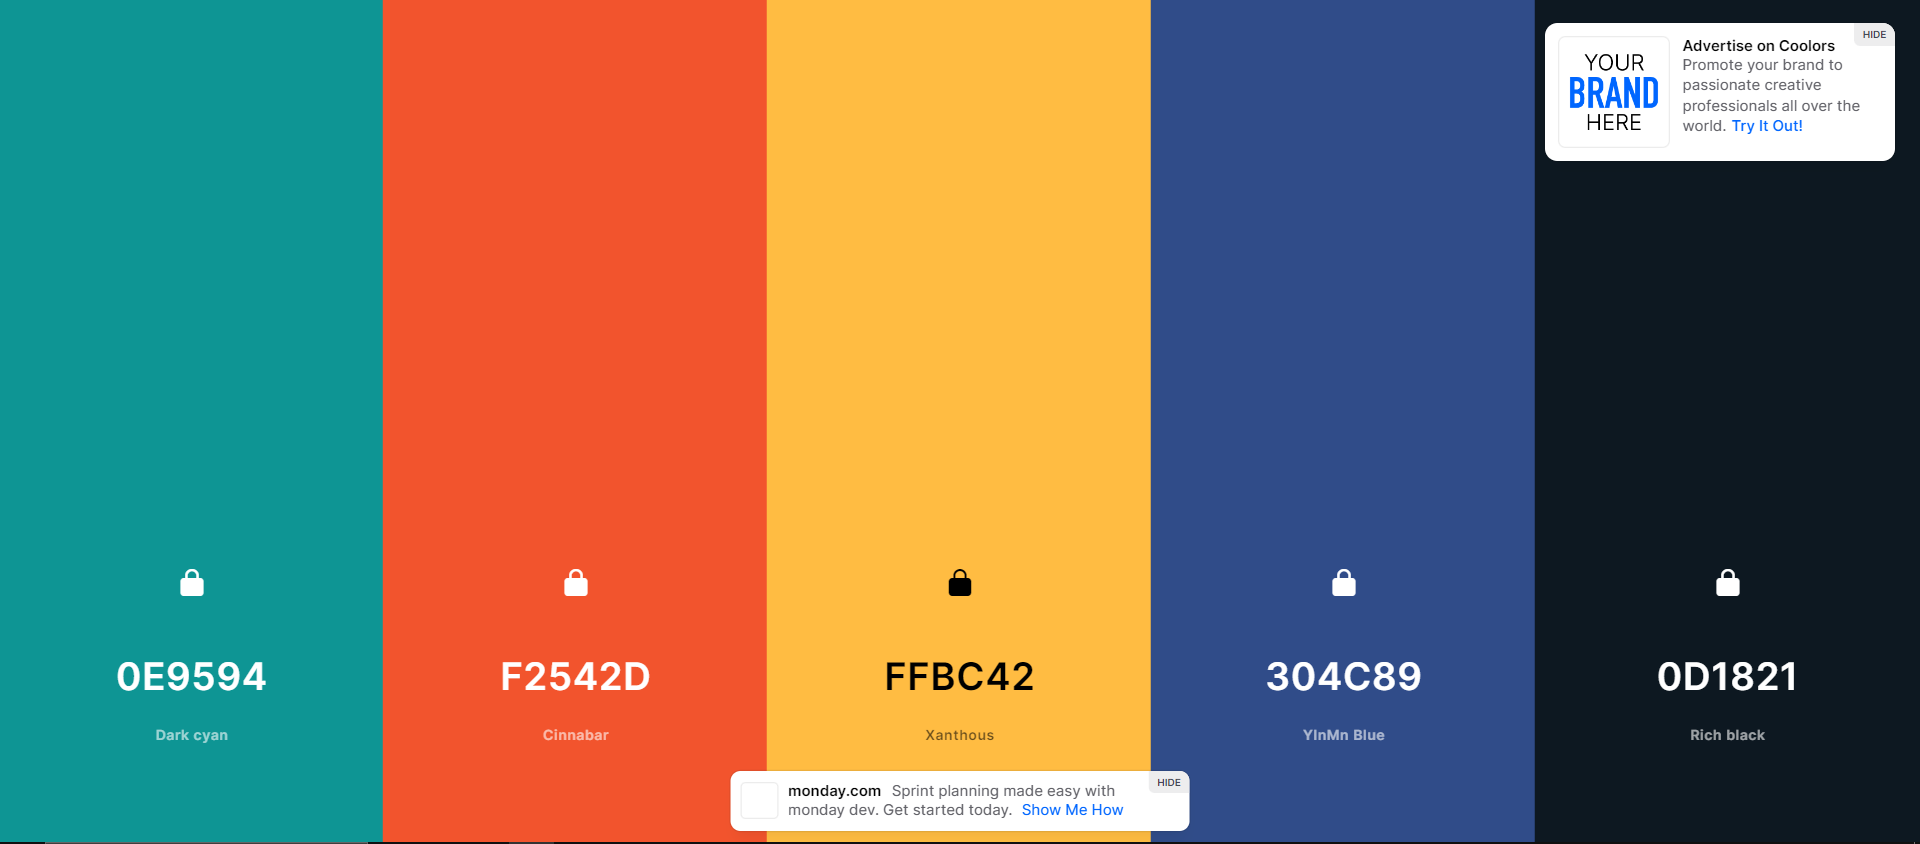 HIDE
YOUR
BRAND
HERE
Advertise on Coolors
Promote your brand to
passionate creative
professionals all over the
world. Try It Out!
0E9594
F2542D
FFBC42
304C89
0D1821
Dark cyan
Cinnabar
Xanthous
YInMn Blue
Rich black
HIDE
monday.com Sprint planning made easy with
monday dev. Get started today. Show Me How